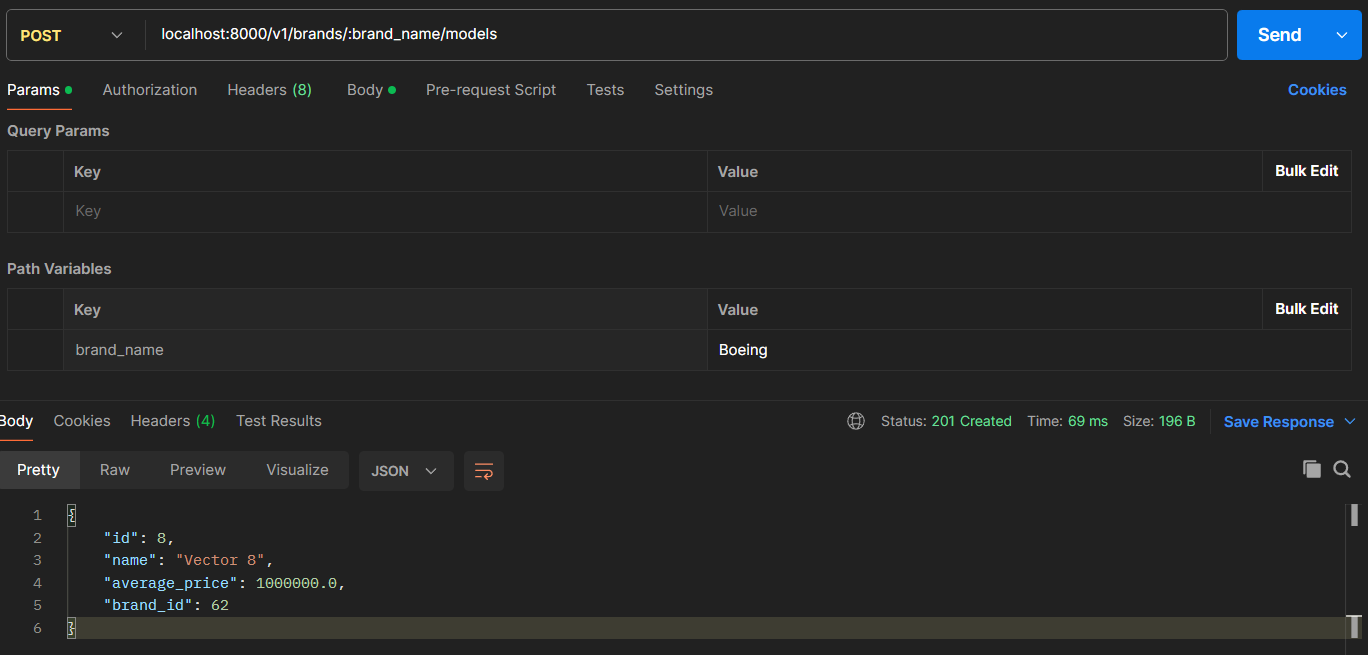 POST localhost:8000/v1/brands/:brand_name/models Send
Params Authorization Headers (8) Body Pre-request Script Tests Settings Cookies
Query Params
Key Value Bulk Edit
Key Value
Path Variables
Key Value Bulk Edit
brand_name Boeing
Body Cookies Headers (4) Test Results Status: 201 Created Time: 69 ms Size: 196 B Save Response
Pretty Raw Preview Visualize JSON
1 {
2 "id": 8,
3 "name": "Vector 8",
4 "average_price": 1000000.0,
5 "brand_id": 62
6 }